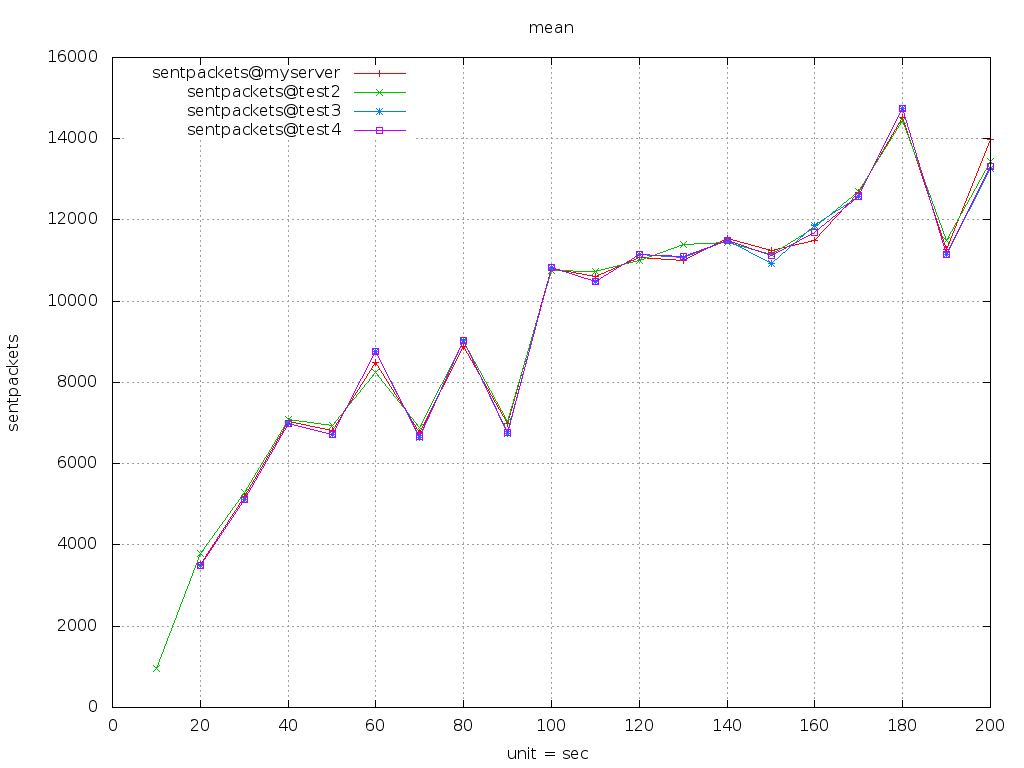 mean
16000
14000
12000
10000
8000
6000
4000
2000
0
sentpackets
sentpackets@myserver
sentpackets@test2
sentpackets@test3
sentpackets@test4
0 20 40 60 80 100 120 140 160 180 200
unit = sec